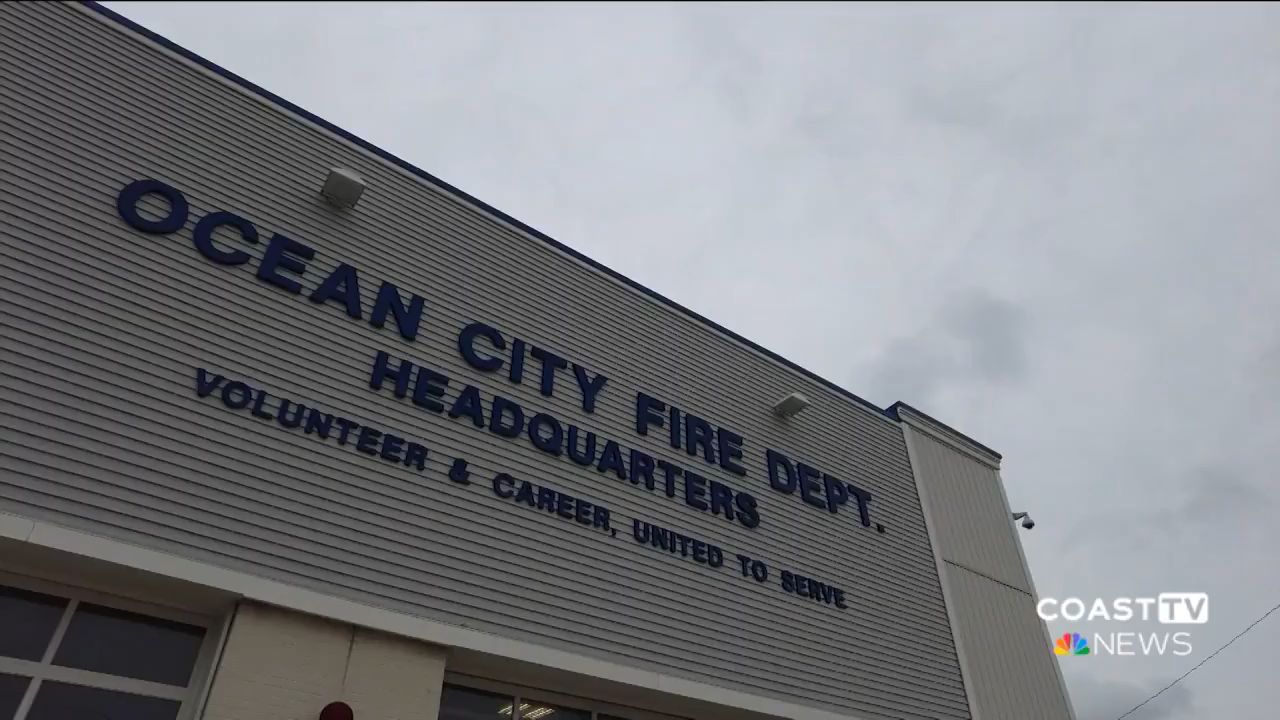 OCEAN CITY FIRE DEPT.
HEADQUARTERS
VOLUNTEER & CAREER, UNITED TO SERVE
COAST TV
NEWS